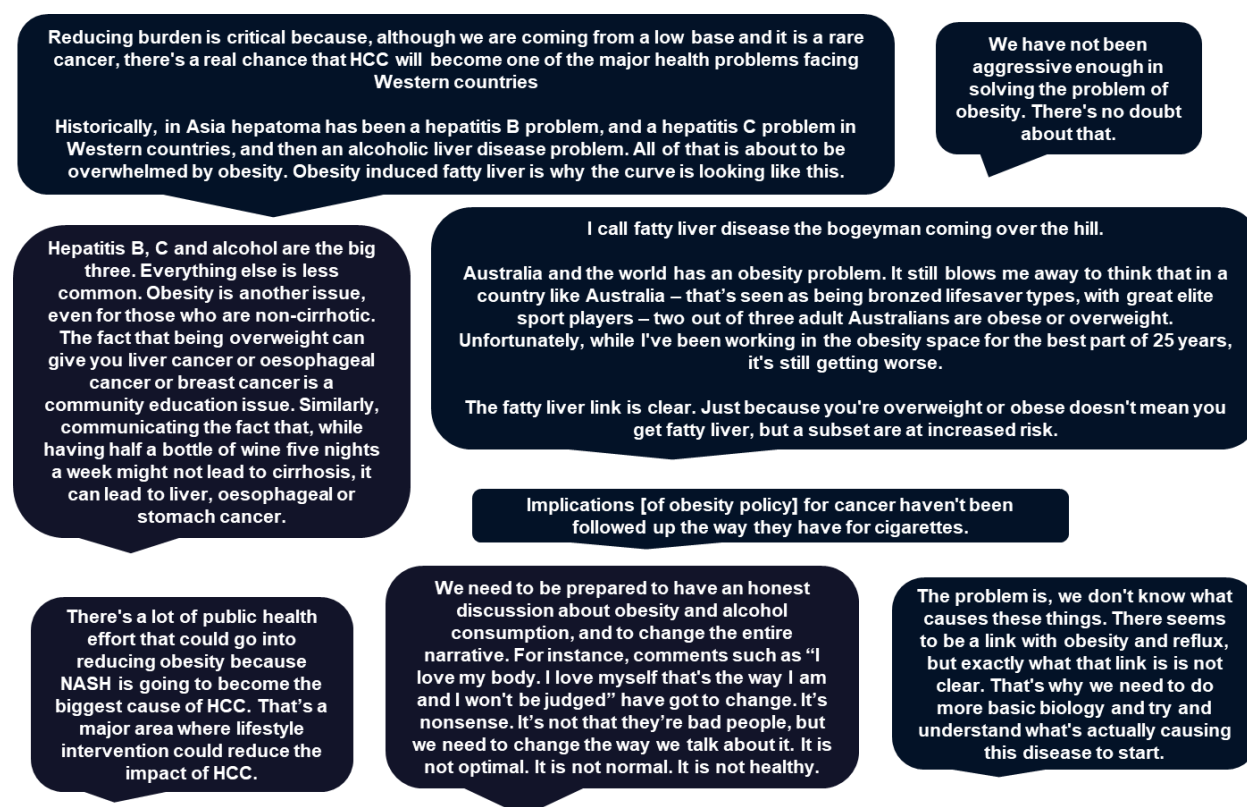 Reducing burden is critical because, although we are coming from a low base and it is a rare
cancer, there's a real chance that HCC will become one of the major health problems facing
Western countries
Historically, in Asia hepatoma has been a hepatitis B problem, and a hepatitis C problem in
Western countries, and then an alcoholic liver disease problem. All of that is about to be
overwhelmed by obesity. Obesity induced fatty liver is why the curve is looking like this.
We have not been
aggressive enough in
solving the problem of
obesity. There's no doubt
about that.
Hepatitis B, C and alcohol are the big
three. Everything else is less
common. Obesity is another issue,
even for those who are non-cirrhotic.
The fact that being overweight can
give you liver cancer or oesophageal
cancer or breast cancer is a
community education issue. Similarly,
communicating the fact that, while
having half a bottle of wine five nights
a week might not lead to cirrhosis, it
can lead to liver, oesophageal or
stomach cancer.
I call fatty liver disease the bogeyman coming over the hill.
Australia and the world has an obesity problem. It still blows me away to think that in a
country like Australia – that’s seen as being bronzed lifesaver types, with great elite
sport players – two out of three adult Australians are obese or overweight.
Unfortunately, while I've been working in the obesity space for the best part of 25 years,
it's still getting worse.
The fatty liver link is clear. Just because you're overweight or obese doesn't mean you
get fatty liver, but a subset are at increased risk.
Implications [of obesity policy] for cancer haven't been
followed up the way they have for cigarettes.
There's a lot of public health
effort that could go into
reducing obesity because
NASH is going to become the
biggest cause of HCC. That’s a
major area where lifestyle
intervention could reduce the
impact of HCC.
We need to be prepared to have an honest
discussion about obesity and alcohol
consumption, and to change the entire
narrative. For instance, comments such as “I
love my body. I love myself that's the way I am
and I won't be judged” have got to change. It’s
nonsense. It’s not that they’re bad people, but
we need to change the way we talk about it. It is
not optimal. It is not normal. It is not healthy.
The problem is, we don't know what
causes these things. There seems
to be a link with obesity and reflux,
but exactly what that link is is not
clear. That's why we need to do
more basic biology and try and
understand what's actually causing
this disease to start.